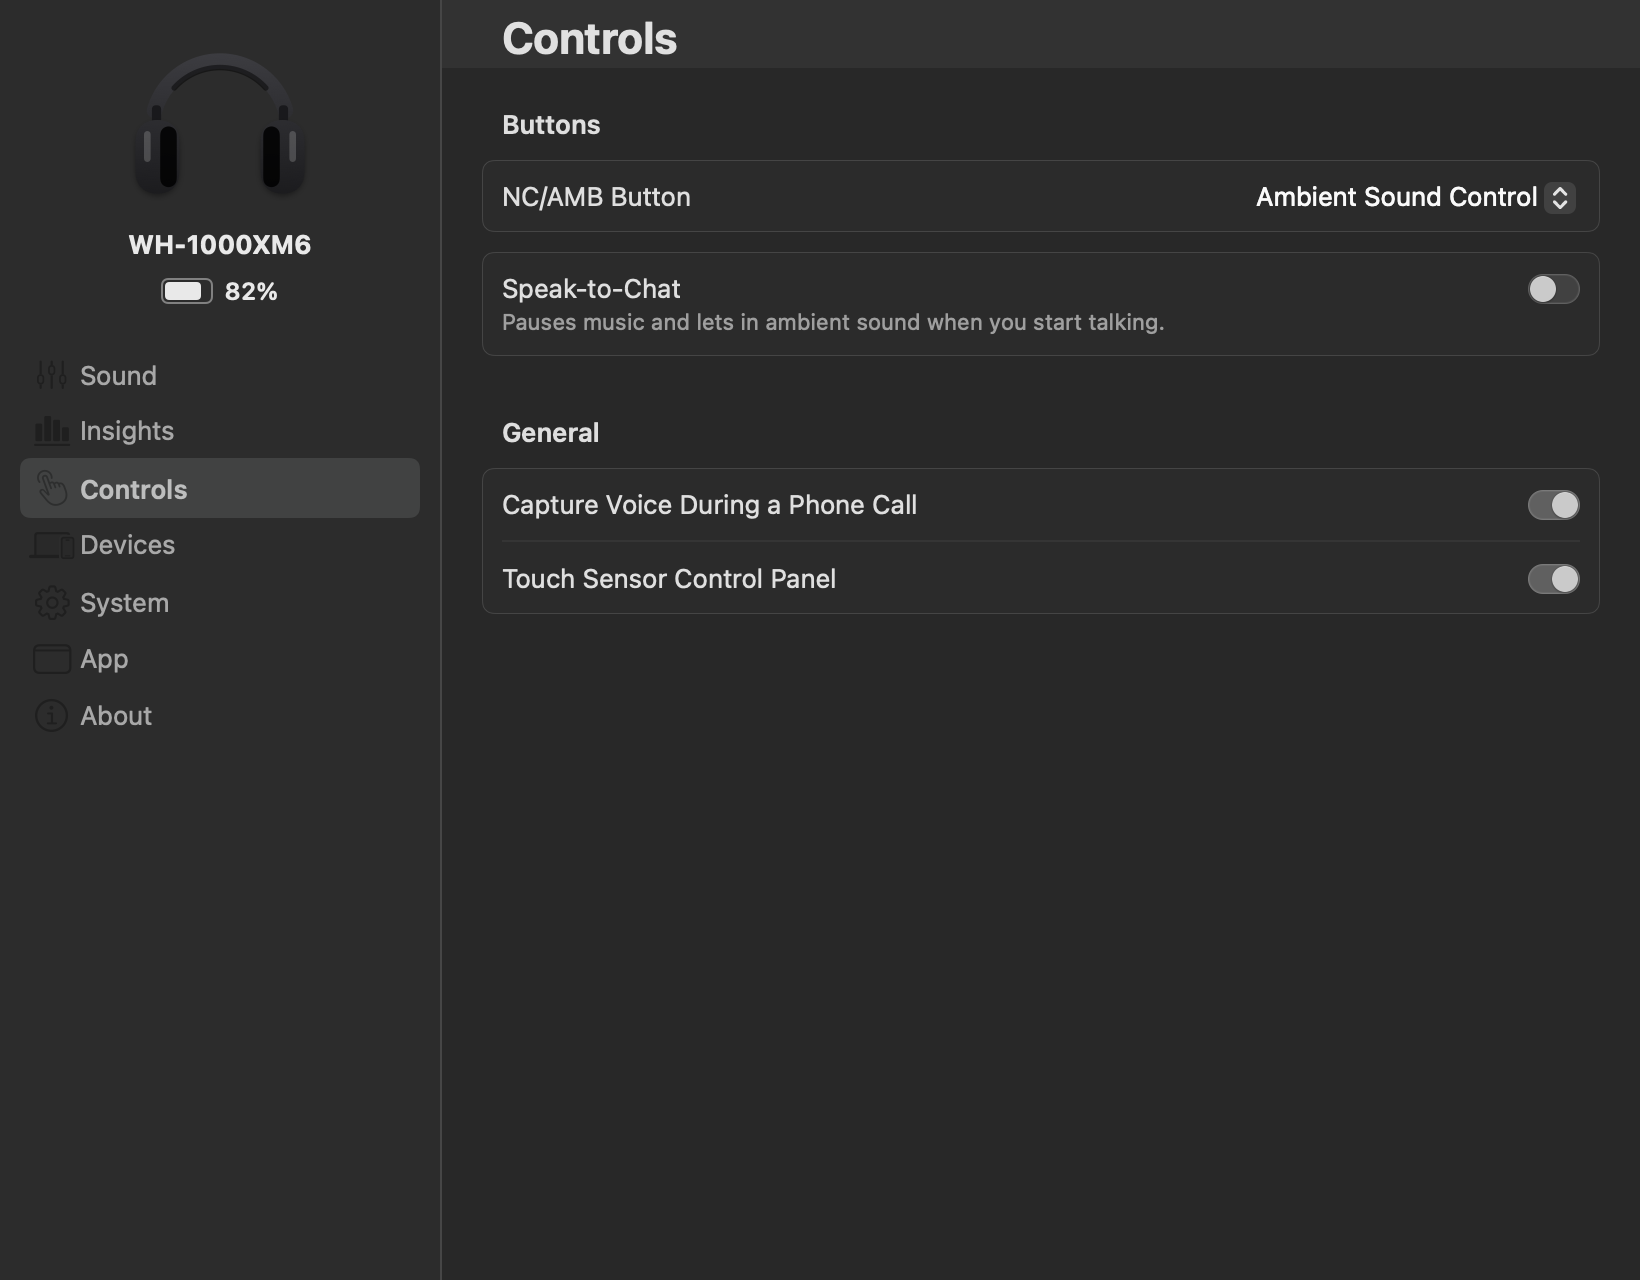 WH-1000XM6
82%
Sound
Insights
Controls
Devices
System
App
About
Controls
Buttons
NC/AMB Button
Ambient Sound Control
Speak-to-Chat
Pauses music and lets in ambient sound when you start talking.
General
Capture Voice During a Phone Call
Touch Sensor Control Panel